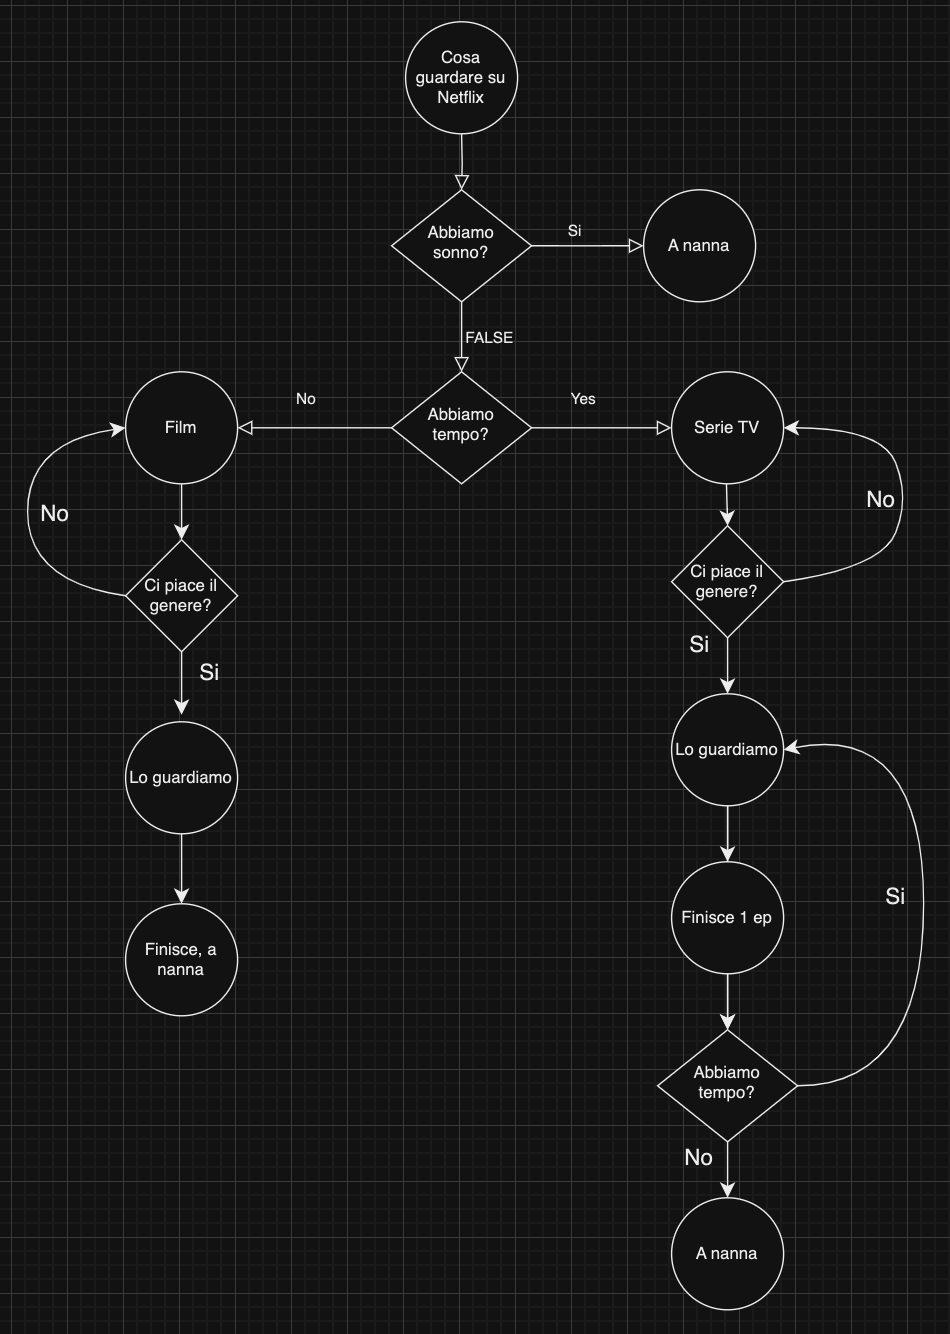 Cosa
guardare su
Netflix
Abbiamo
sonno?
Si
A nanna
FALSE
Abbiamo
tempo?
No
Yes
Film
Serie TV
No
No
Ci piace il
genere?
Ci piace il
genere?
Si
Si
Lo guardiamo
Lo guardiamo
Finisce, a
nanna
Finisce 1 ep
Si
Abbiamo
tempo?
No
A nanna